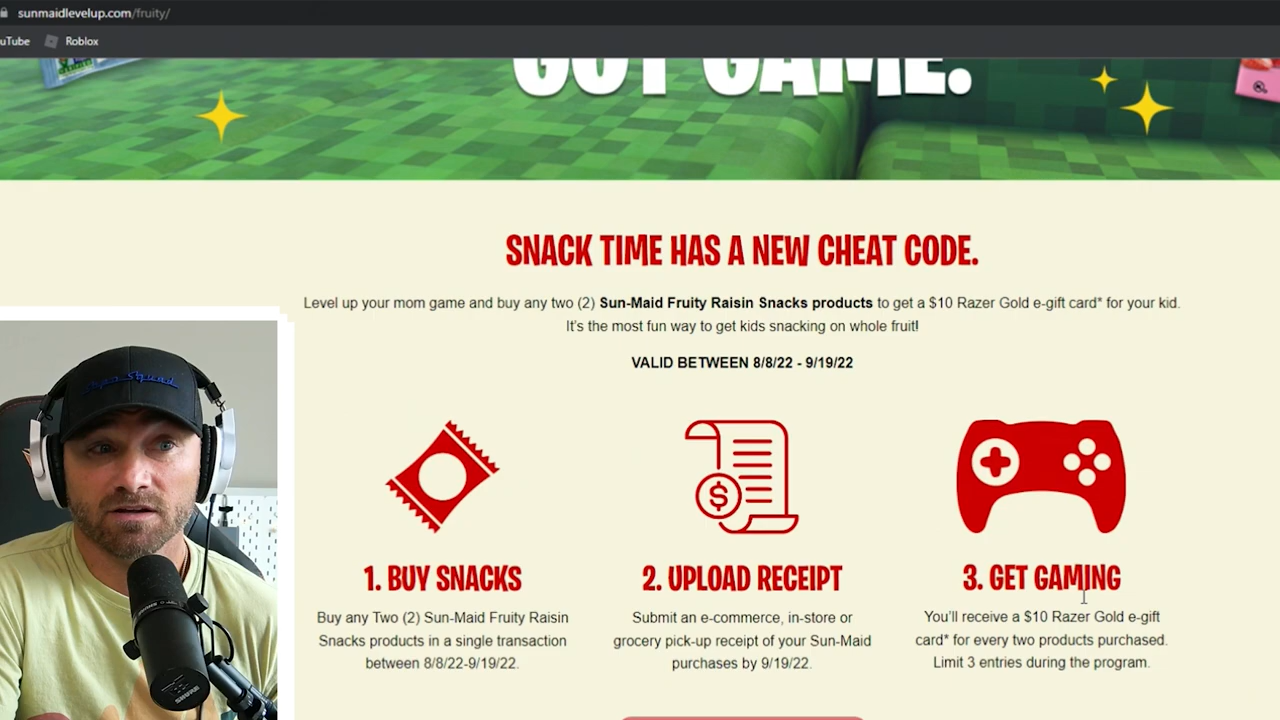 sunmaidlevelup.com/fruity/
uTube Roblox
GOT GAME.
SNACK TIME HAS A NEW CHEAT CODE.
Level up your mom game and buy any two (2) Sun-Maid Fruity Raisin Snacks products to get a $10 Razer Gold e-gift card* for your kid.
It's the most fun way to get kids snacking on whole fruit!
VALID BETWEEN 8/8/22 - 9/19/22
$
1. BUY SNACKS
Buy any Two (2) Sun-Maid Fruity Raisin
Snacks products in a single transaction
between 8/8/22-9/19/22.
2. UPLOAD RECEIPT
Submit an e-commerce, in-store or
grocery pick-up receipt of your Sun-Maid
purchases by 9/19/22.
3. GET GAMING
You'll receive a $10 Razer Gold e-gift
card* for every two products purchased.
Limit 3 entries during the program.
SHURE